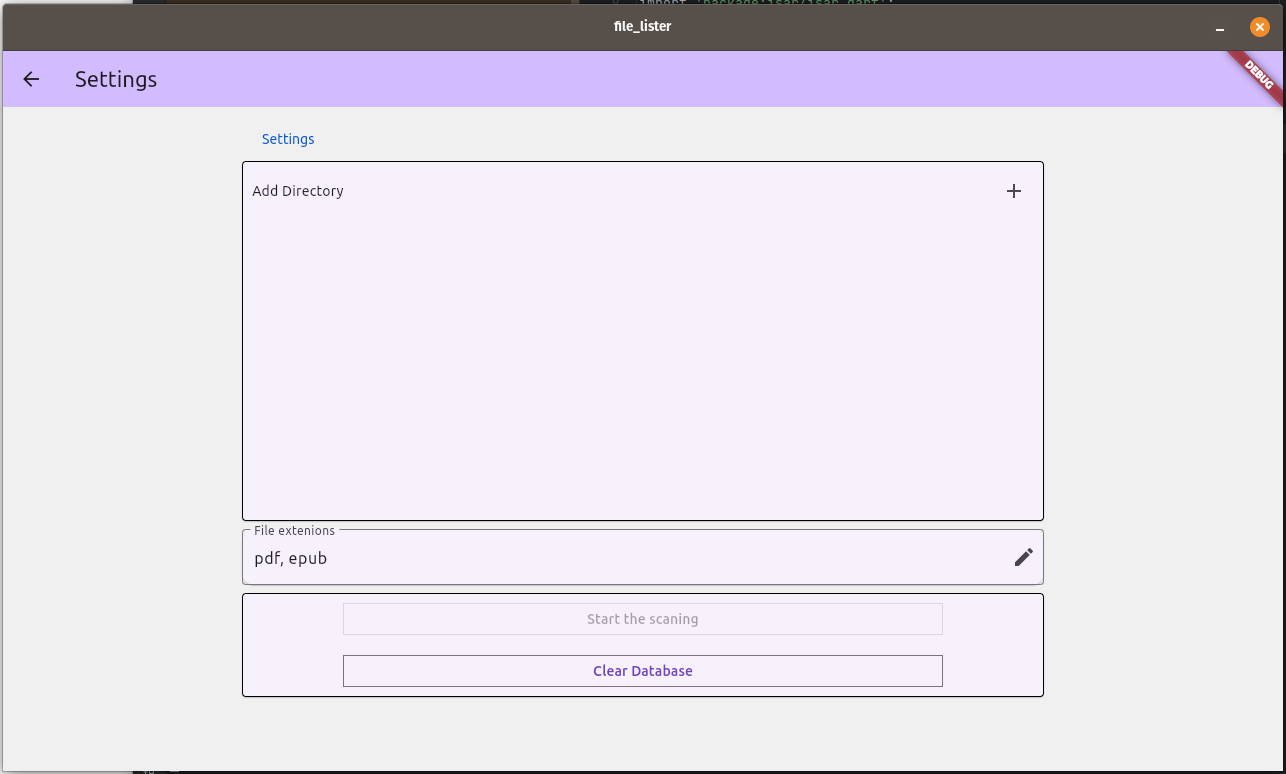 import 'package:isar/isar.dart';
file_lister
Settings
DEBUG
Settings
Add Directory
File extenions
pdf, epub
Start the scaning
Clear Database